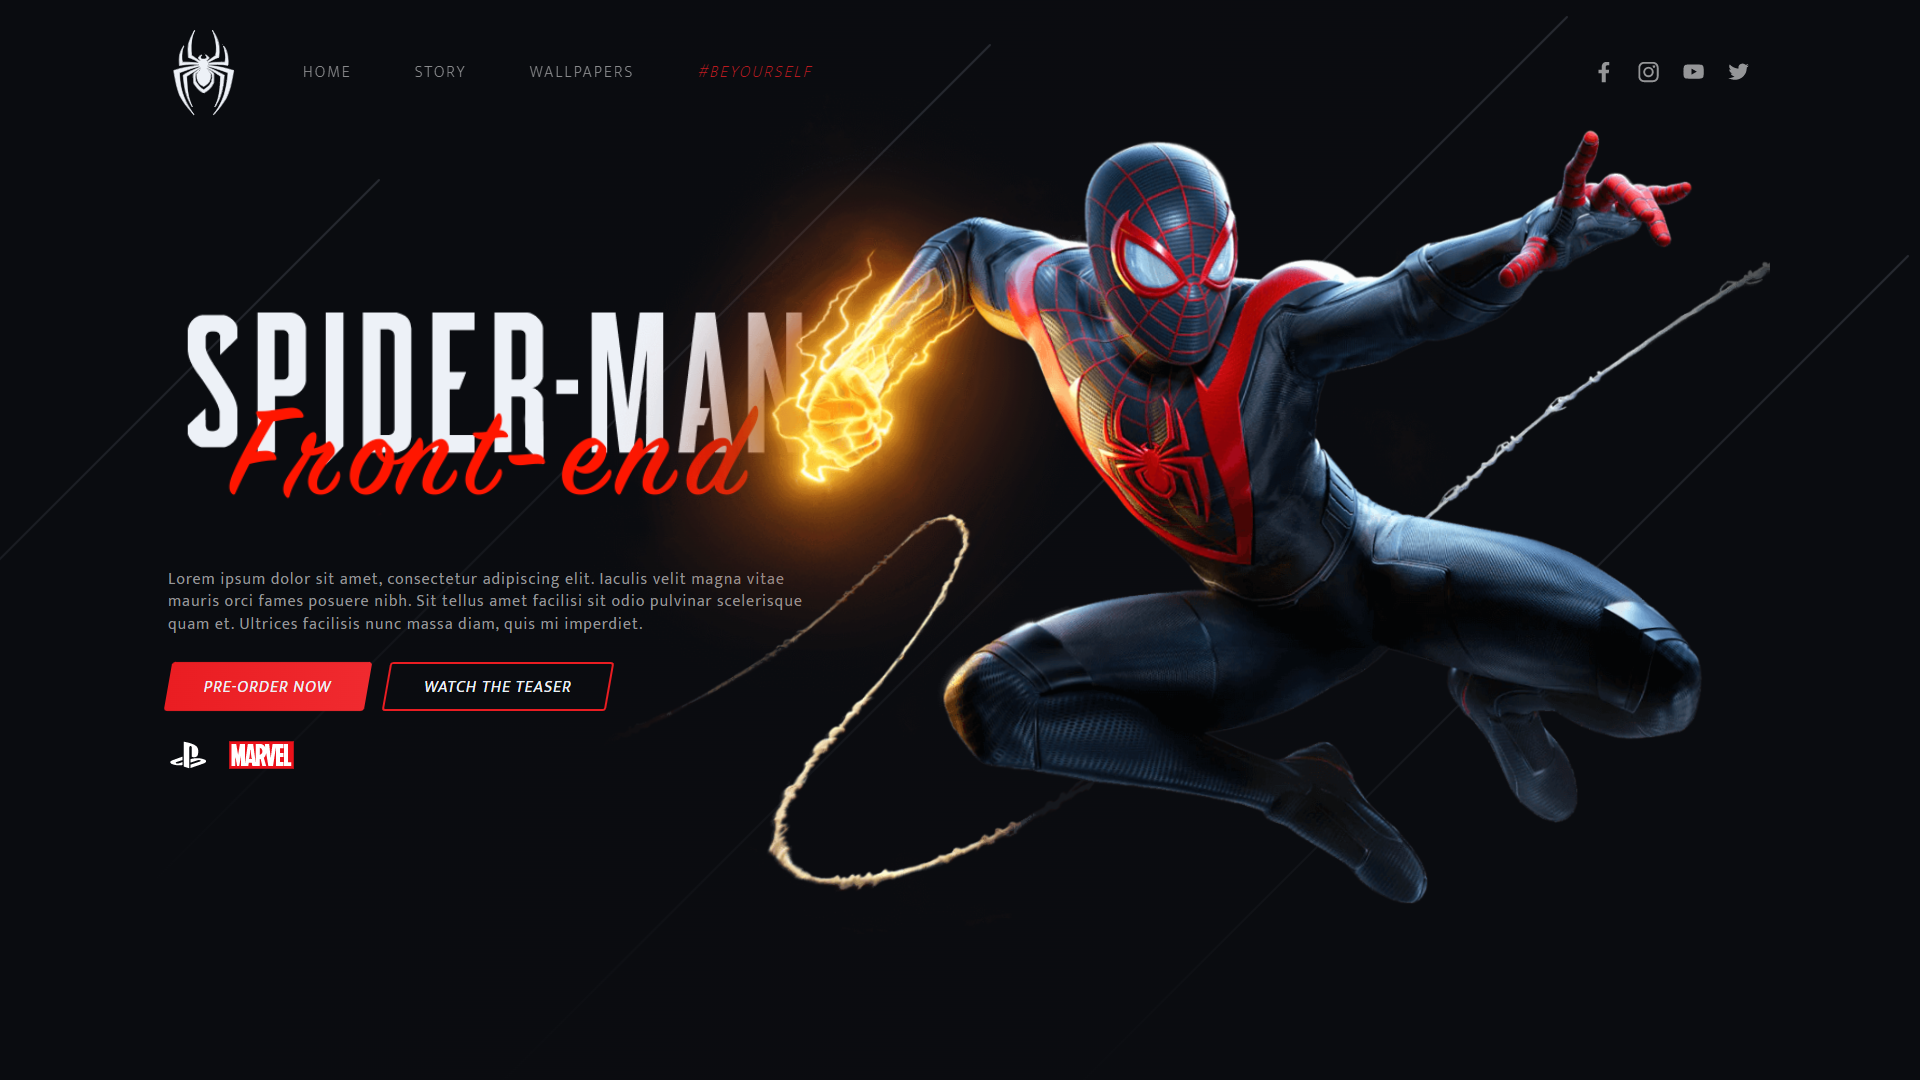 HOME
STORY
WALLPAPERS
#BEYOURSELF
SPIDER-MAN
Front-end
Lorem ipsum dolor sit amet, consectetur adipiscing elit. Iaculis velit magna vitae
mauris orci fames posuere nibh. Sit tellus amet facilisi sit odio pulvinar scelerisque
quam et. Ultrices facilisis nunc massa diam, quis mi imperdiet.
PRE-ORDER NOW
WATCH THE TEASER
MARVEL